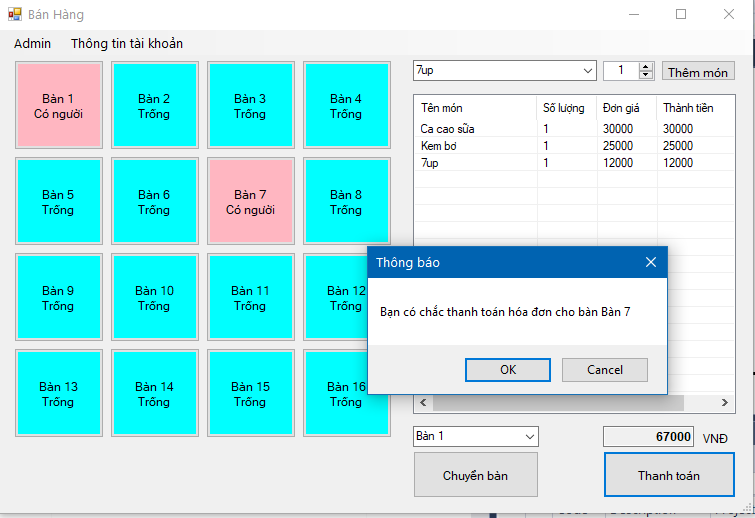 Bán Hàng
Admin Thông tin tài khoản
Bàn 1
Có người
Bàn 2
Trống
Bàn 3
Trống
Bàn 4
Trống
Bàn 5
Trống
Bàn 6
Trống
Bàn 7
Có người
Bàn 8
Trống
Bàn 9
Trống
Bàn 10
Trống
Bàn 11
Trống
Bàn 12
Bàn 13
Trống
Bàn 14
Trống
Bàn 15
Trống
Bàn 16
Trống
7up 1 Thêm món
Tên món Số lượng Đơn giá Thành tiền
Ca cao sữa 1 30000 30000
Kem bơ 1 25000 25000
7up 1 12000 12000
Thông báo
Bạn có chắc thanh toán hóa đơn cho bàn Bàn 7
OK Cancel
Bàn 1 67000 VNĐ
Chuyển bàn Thanh toán